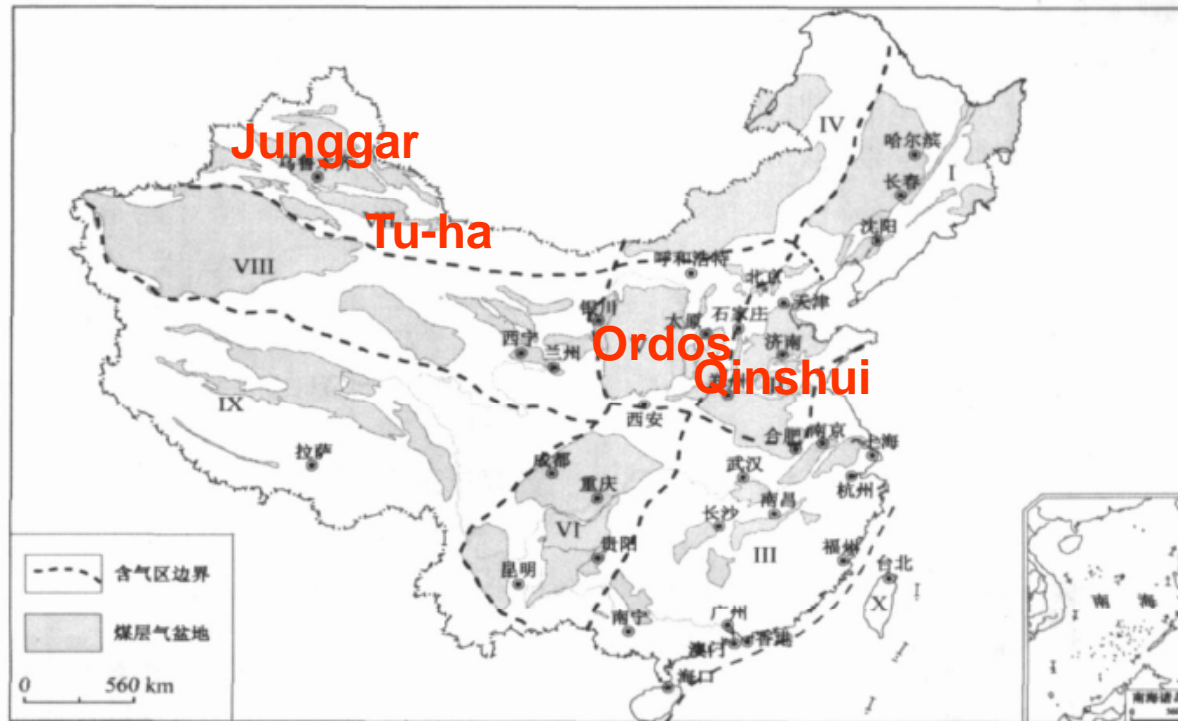 Junggar
Tu-ha
Ordos
Qinshui
IV
哈尔滨
I
长春
沈阳
VIII
呼和浩特
北京
天津
银川
太原
石家庄
西宁
兰州
济南
IX
西安
合肥
南京
上海
拉萨
成都
武汉
杭州
重庆
南昌
长沙
VI
III
贵阳
福州
昆明
台北
X
南宁
广州
澳门
香港
海口
含气区边界
煤层气盆地
0 560 km
南海